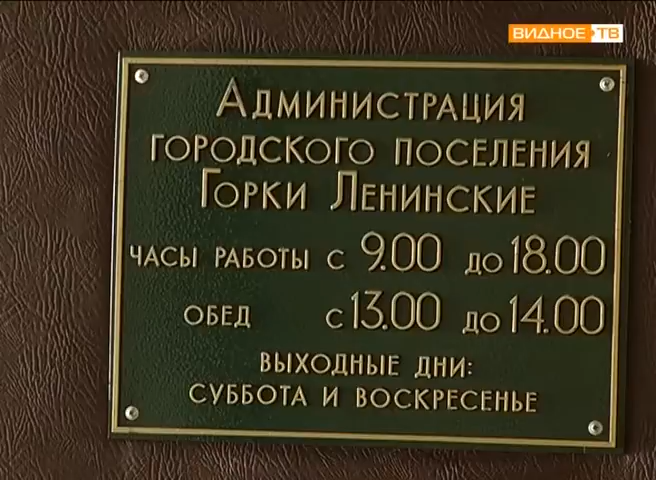 ВИДНОЕ ТВ
Администрация
городского поселения
Горки Ленинские
часы работы с 9.00 до 18.00
обед с 13.00 до 14.00
выходные дни:
суббота и воскресенье